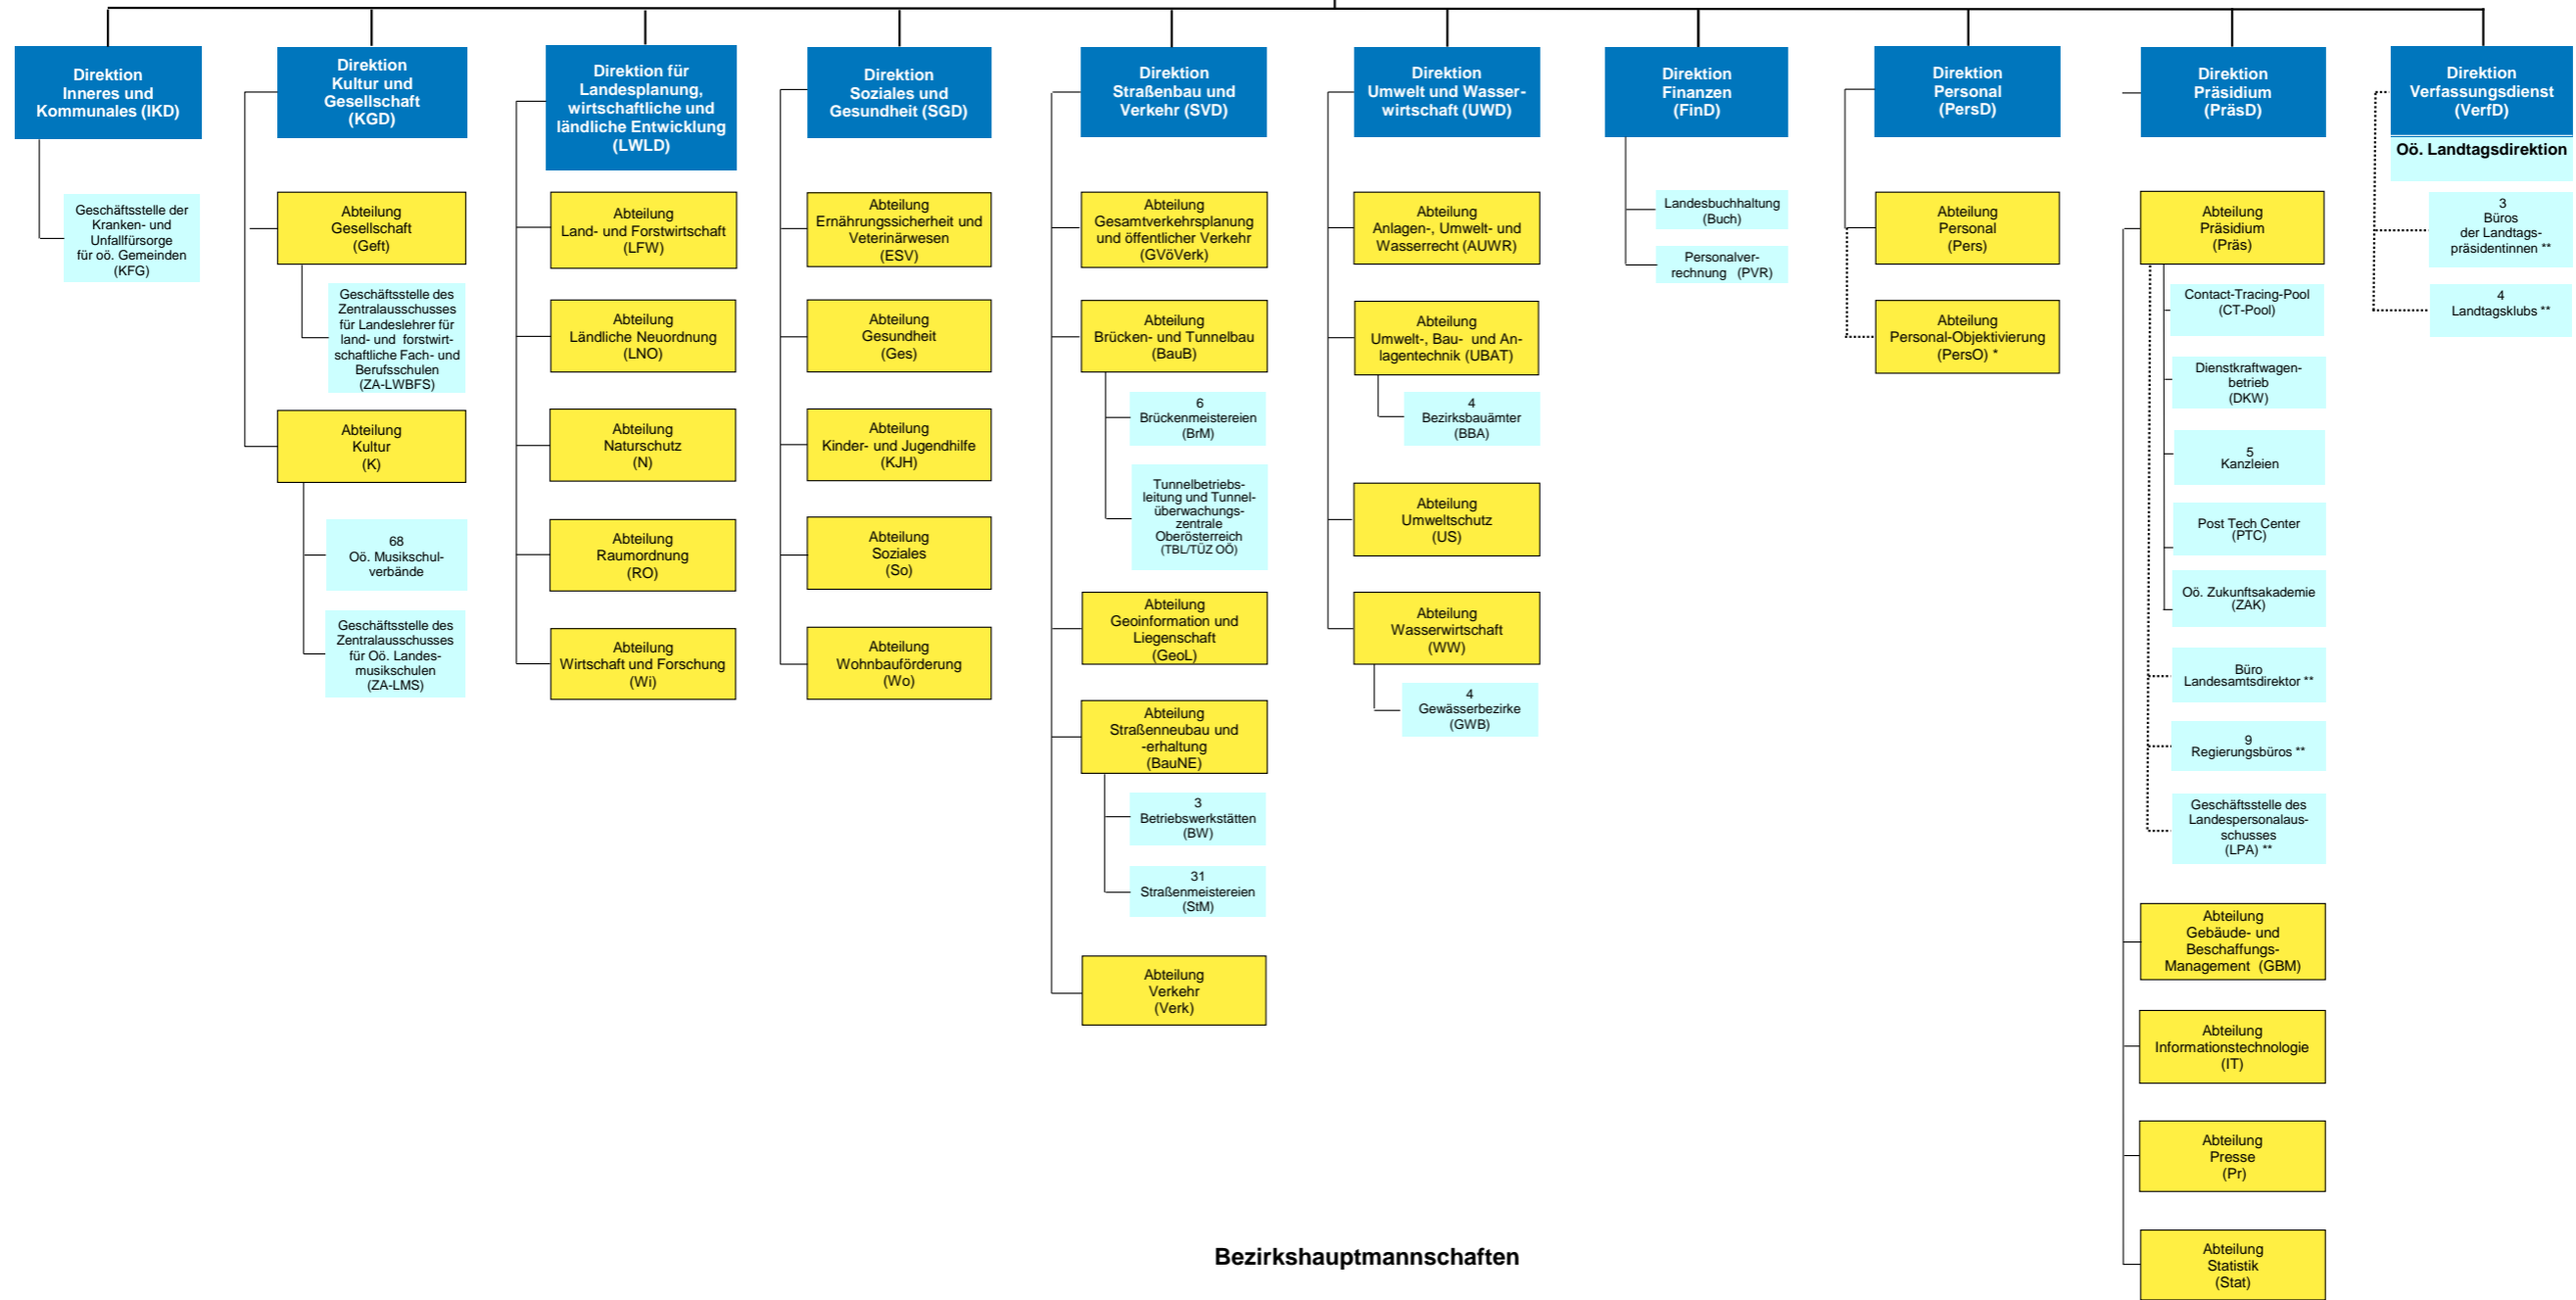 Direktion
Inneres und
Kommunales (IKD)
Geschäftsstelle der
Kranken- und
Unfallfürsorge
für oö. Gemeinden
(KFG)
Direktion
Kultur und
Gesellschaft
(KGD)
Abteilung
Gesellschaft
(Geft)
Geschäftsstelle des
Zentralausschusses
für Landeslehrer für
land- und forstwirt-
schaftliche Fach- und
Berufsschulen
(ZA-LWBFS)
Abteilung
Kultur
(K)
68
Oö. Musikschul-
verbände
Geschäftsstelle des
Zentralausschusses
für Oö. Landes-
musikschulen
(ZA-LMS)
Direktion für
Landesplanung,
wirtschaftliche und
ländliche Entwicklung
(LWLD)
Abteilung
Land- und Forstwirtschaft
(LFW)
Abteilung
Ländliche Neuordnung
(LNO)
Abteilung
Naturschutz
(N)
Abteilung
Raumordnung
(RO)
Abteilung
Wirtschaft und Forschung
(Wi)
Direktion
Soziales und
Gesundheit (SGD)
Abteilung
Ernährungssicherheit und
Veterinärwesen
(ESV)
Abteilung
Gesundheit
(Ges)
Abteilung
Kinder- und Jugendhilfe
(KJH)
Abteilung
Soziales
(So)
Abteilung
Wohnbauförderung
(Wo)
Direktion
Straßenbau und
Verkehr (SVD)
Abteilung
Gesamtverkehrsplanung
und öffentlicher Verkehr
(GVöVerk)
Abteilung
Brücken- und Tunnelbau
(BauB)
6
Brückenmeistereien
(BrM)
Tunnelbetriebs-
leitung und Tunnel-
überwachungs-
zentrale
Oberösterreich
(TBL/TÜZ OÖ)
Abteilung
Geoinformation und
Liegenschaft
(GeoL)
Abteilung
Straßenneubau und
-erhaltung
(BauNE)
3
Betriebswerkstätten
(BW)
31
Straßenmeistereien
(StM)
Abteilung
Verkehr
(Verk)
Direktion
Umwelt und Wasser-
wirtschaft (UWD)
Abteilung
Anlagen-, Umwelt- und
Wasserrecht (AUWR)
Abteilung
Umwelt-, Bau- und An-
lagentechnik (UBAT)
4
Bezirksbauämter
(BBA)
Abteilung
Umweltschutz
(US)
Abteilung
Wasserwirtschaft
(WW)
4
Gewässerbezirke
(GWB)
Direktion
Finanzen
(FinD)
Landesbuchhaltung
(Buch)
Personalver-
rechnung (PVR)
Direktion
Personal
(PersD)
Abteilung
Personal
(Pers)
Abteilung
Personal-Objektivierung
(PersO) *
Direktion
Präsidium
(PräsD)
Abteilung
Präsidium
(Präs)
Contact-Tracing-Pool
(CT-Pool)
Dienstkraftwagen-
betrieb
(DKW)
5
Kanzleien
Post Tech Center
(PTC)
Oö. Zukunftsakademie
(ZAK)
Büro
Landesamtsdirektor **
9
Regierungsbüros **
Geschäftsstelle des
Landespersonalaus-
schusses
(LPA) **
Abteilung
Gebäude- und
Beschaffungs-
Management (GBM)
Abteilung
Informationstechnologie
(IT)
Abteilung
Presse
(Pr)
Abteilung
Statistik
(Stat)
Direktion
Verfassungsdienst
(VerfD)
Oö. Landtagsdirektion
3
Büros
der Landtags-
präsidentinnen **
4
Landtagsklubs **
Bezirkshauptmannschaften